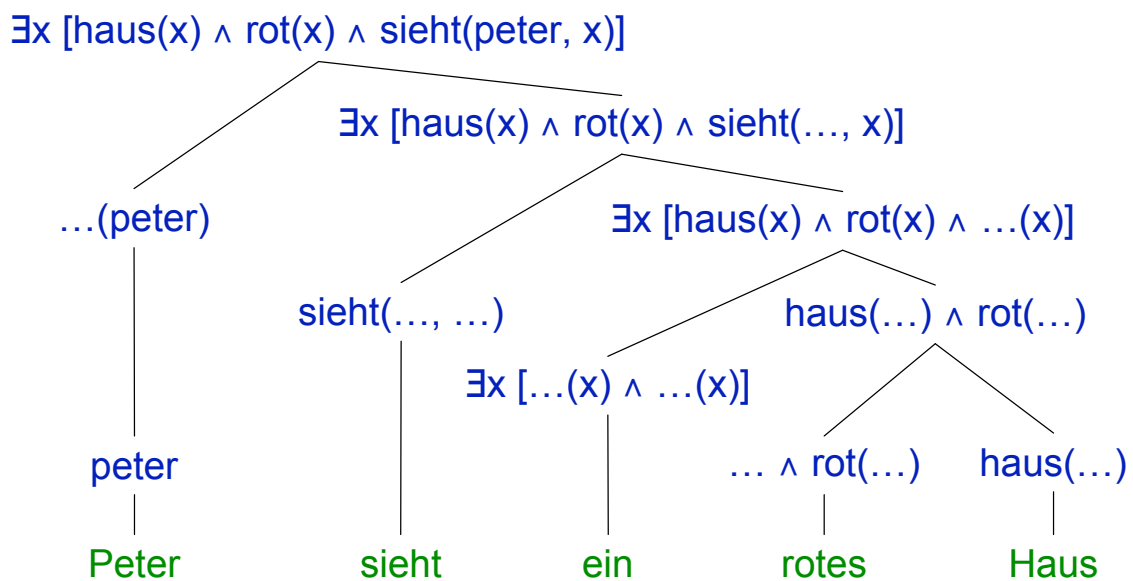 ∃x [haus(x) ∧ rot(x) ∧ sieht(peter, x)]
∃x [haus(x) ∧ rot(x) ∧ sieht(…, x)]
…(peter)
∃x [haus(x) ∧ rot(x) ∧ …(x)]
sieht(…, …)
haus(…) ∧ rot(…)
∃x […(x) ∧ …(x)]
peter
… ∧ rot(…)
haus(…)
Peter sieht ein rotes Haus